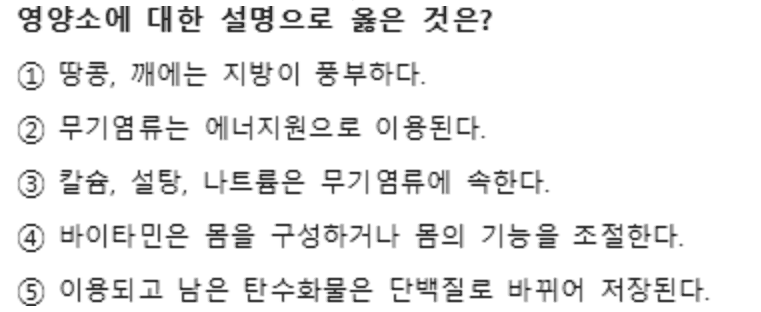 영양소에 대한 설명으로 옳은 것은?
① 땅콩, 깨에는 지방이 풍부하다.
② 무기염류는 에너지원으로 이용된다.
③ 칼슘, 설탕, 나트륨은 무기염류에 속한다.
④ 바이타민은 몸을 구성하거나 몸의 기능을 조절한다.
⑤ 이용되고 남은 탄수화물은 단백질로 바뀌어 저장된다.